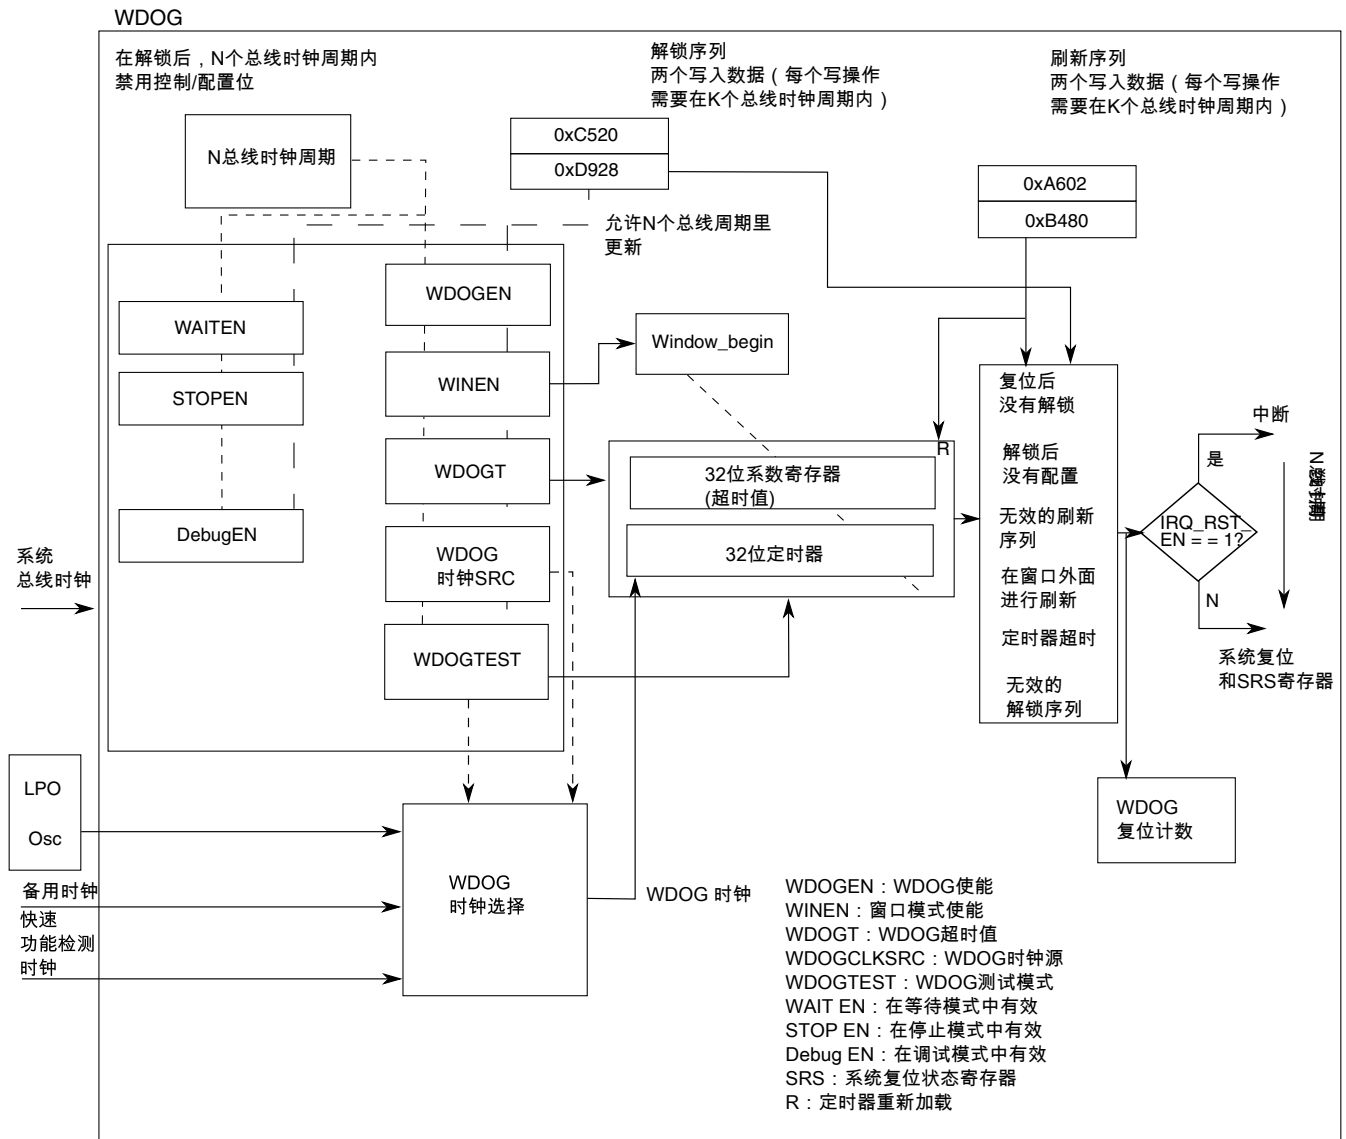 WDOG
在解锁后，N个总线时钟周期内
禁用控制/配置位
解锁序列
两个写入数据（每个写操作
需要在K个总线时钟周期内）
刷新序列
两个写入数据（每个写操作
需要在K个总线时钟周期内）
N总线时钟周期
0xC520
0xD928
0xA602
0xB480
允许N个总线周期里
更新
WDOGEN
WAITEN
WINEN
STOPEN
WDOGT
DebugEN
WDOG
时钟SRC
WDOGTEST
Window_begin
R
32位系数寄存器
(超时值)
32位定时器
复位后
没有解锁
解锁后
没有配置
无效的刷新
序列
在窗口外面
进行刷新
定时器超时
无效的
解锁序列
中断
是
IRQ_RST_
EN = = 1?
N
系统复位
和SRS寄存器
系统
总线时钟
LPO
Osc
备用时钟
快速
功能检测
时钟
WDOG
时钟选择
WDOG 时钟
WDOG
复位计数
WDOGEN：WDOG使能
WINEN：窗口模式使能
WDOGT：WDOG超时值
WDOGCLKSRC：WDOG时钟源
WDOGTEST：WDOG测试模式
WAIT EN：在等待模式中有效
STOP EN：在停止模式中有效
Debug EN：在调试模式中有效
SRS：系统复位状态寄存器
R：定时器重新加载